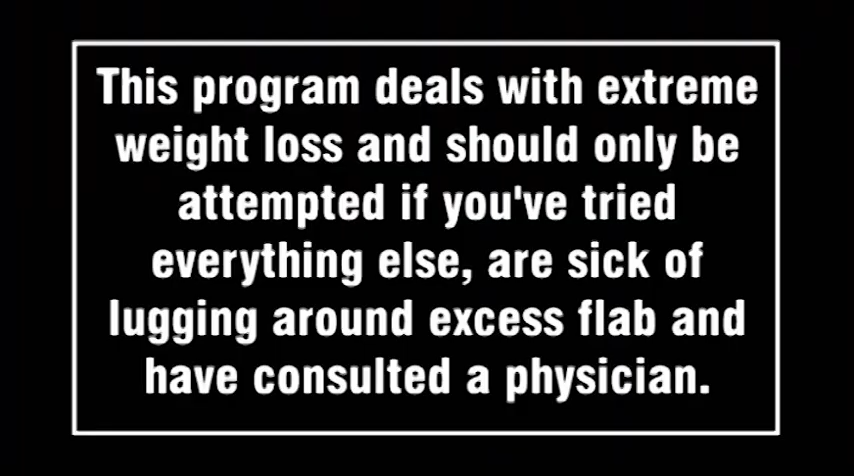 This program deals with extreme
weight loss and should only be
attempted if you've tried
everything else, are sick of
lugging around excess flab and
have consulted a physician.